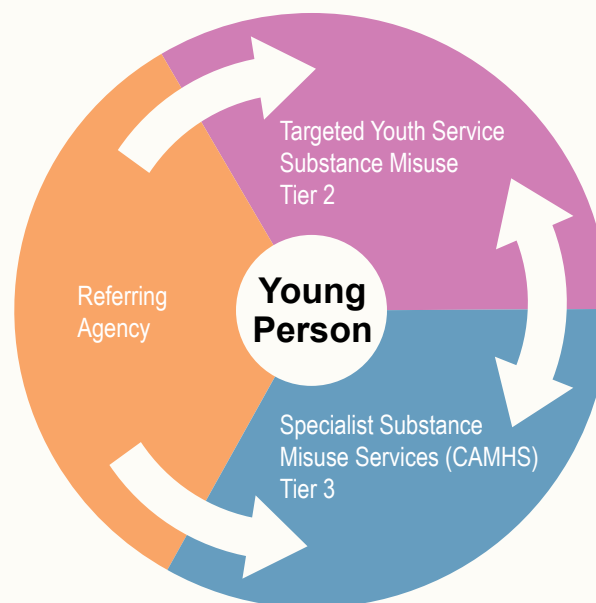 Targeted Youth Service
Substance Misuse
Tier 2
Referring
Agency
Young
Person
Specialist Substance
Misuse Services (CAMHS)
Tier 3